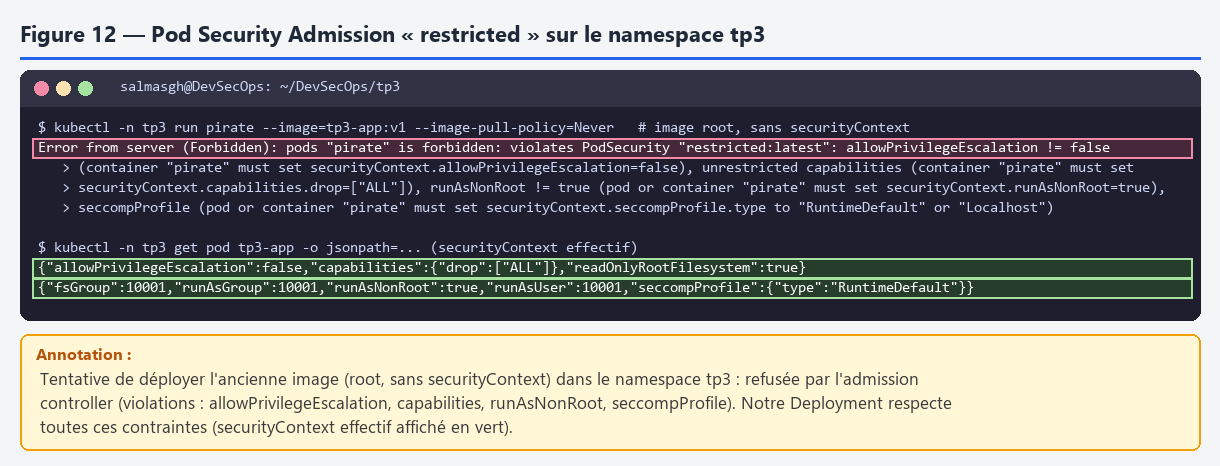 Figure 12 — Pod Security Admission « restricted » sur le namespace tp3
salmasgh@DevSecOps: ~/DevSecOps/tp3
$ kubectl -n tp3 run pirate --image=tp3-app:v1 --image-pull-policy=Never   # image root, sans securityContext
Error from server (Forbidden): pods "pirate" is forbidden: violates PodSecurity "restricted:latest": allowPrivilegeEscalation != false
> (container "pirate" must set securityContext.allowPrivilegeEscalation=false), unrestricted capabilities (container "pirate" must set
> securityContext.capabilities.drop=["ALL"]), runAsNonRoot != true (pod or container "pirate" must set securityContext.runAsNonRoot=true),
> seccompProfile (pod or container "pirate" must set securityContext.seccompProfile.type to "RuntimeDefault" or "Localhost")
$ kubectl -n tp3 get pod tp3-app -o jsonpath=... (securityContext effectif)
{"allowPrivilegeEscalation":false,"capabilities":{"drop":["ALL"]},"readOnlyRootFilesystem":true}
{"fsGroup":10001,"runAsGroup":10001,"runAsNonRoot":true,"runAsUser":10001,"seccompProfile":{"type":"RuntimeDefault"}}
Annotation :
Tentative de déployer l'ancienne image (root, sans securityContext) dans le namespace tp3 : refusée par l'admission
controller (violations : allowPrivilegeEscalation, capabilities, runAsNonRoot, seccompProfile). Notre Deployment respecte
toutes ces contraintes (securityContext effectif affiché en vert).